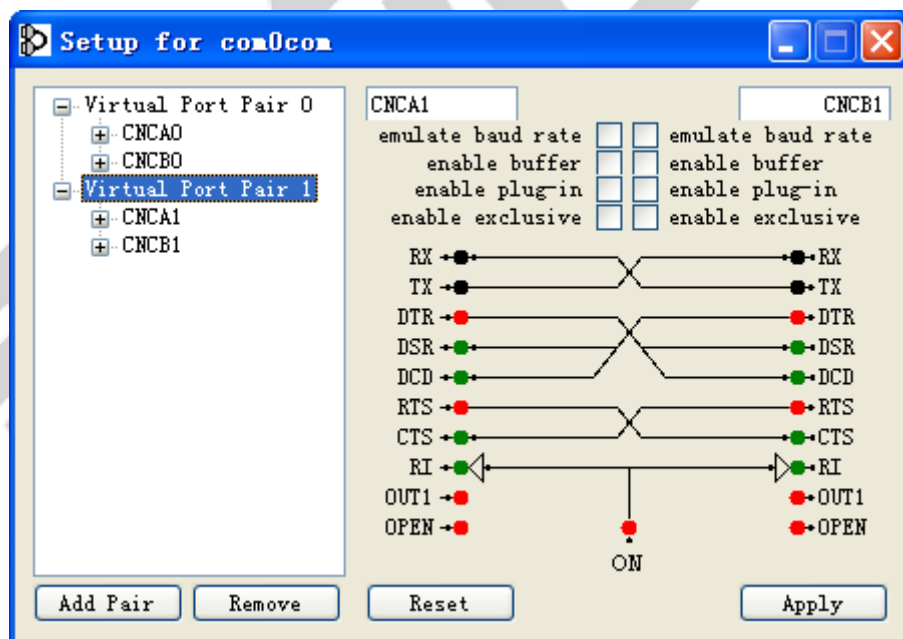 Setup for com0com
Virtual Port Pair 0
CNCA0
CNCB0
Virtual Port Pair 1
CNCA1
CNCB1
CNCA1 CNCB1
emulate baud rate emulate baud rate
enable buffer enable buffer
enable plug-in enable plug-in
enable exclusive enable exclusive
RX RX
TX TX
DTR DTR
DSR DSR
DCD DCD
RTS RTS
CTS CTS
RI RI
OUT1 OUT1
OPEN OPEN
ON
Add Pair Remove Reset Apply